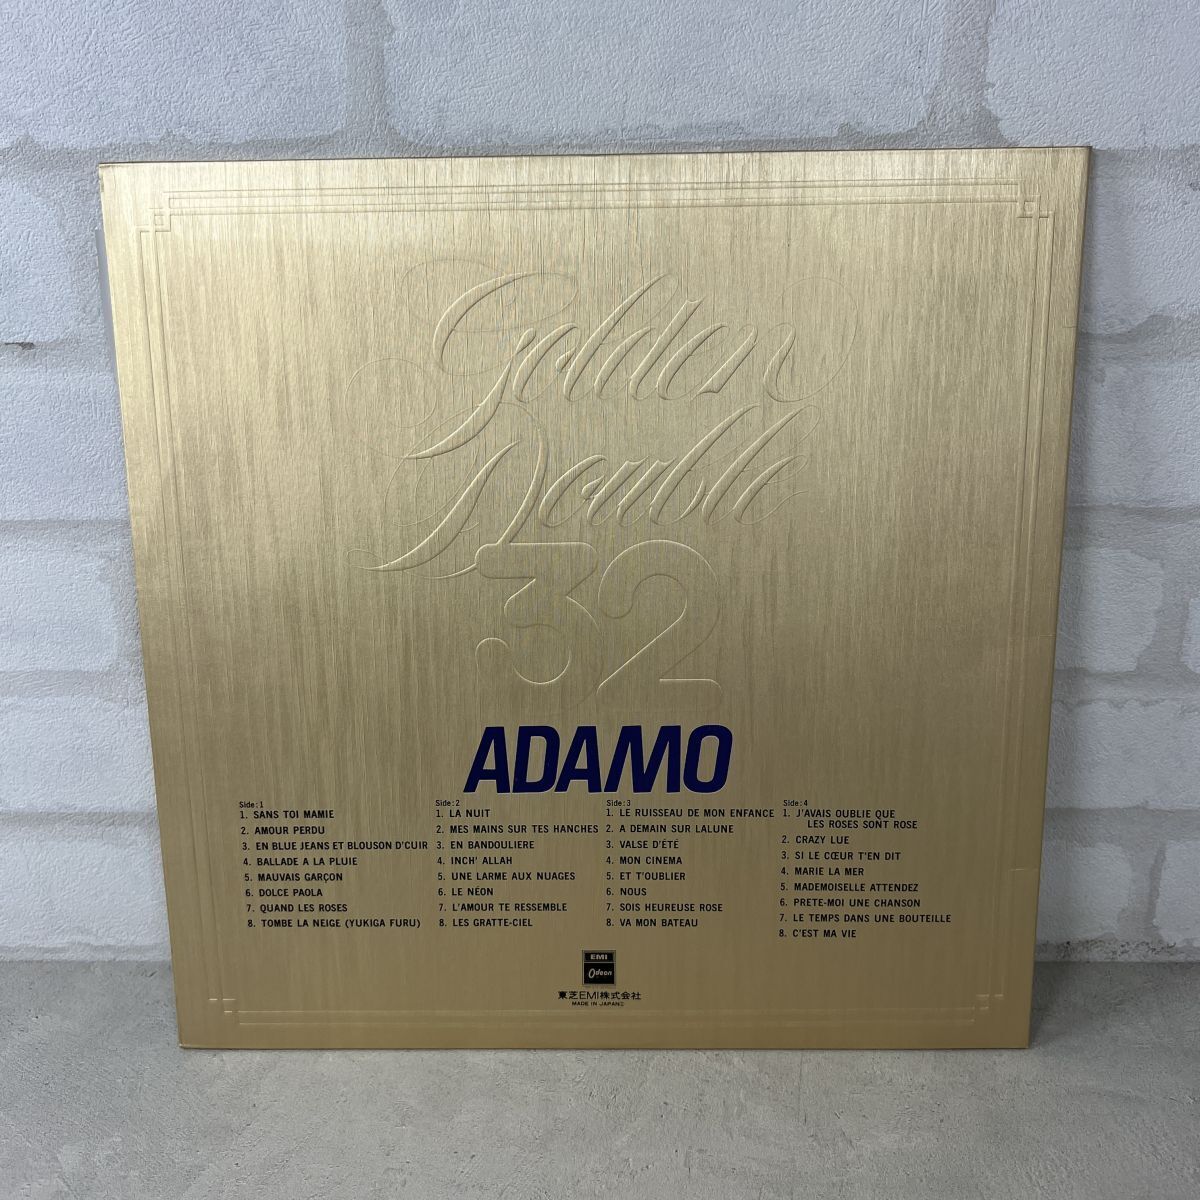 Golden
Double
32
ADAMO
Side:1
1. SANS TOI MAMIE
2. AMOUR PERDU
3. EN BLUE JEANS ET BLOUSON D'CUIR
4. BALLADE A LA PLUIE
5. MAUVAIS GARÇON
6. DOLCE PAOLA
7. QUAND LES ROSES
8. TOMBE LA NEIGE (YUKIGA FURU)
Side:2
1. LA NUIT
2. MES MAINS SUR TES HANCHES
3. EN BANDOULIERE
4. INCH' ALLAH
5. UNE LARME AUX NUAGES
6. LE NÉON
7. L'AMOUR TE RESSEMBLE
8. LES GRATTE-CIEL
Side:3
1. LE RUISSEAU DE MON ENFANCE
2. A DEMAIN SUR LALUNE
3. VALSE D'ÉTÉ
4. MON CINEMA
5. ET T'OUBLIER
6. NOUS
7. SOIS HEUREUSE ROSE
8. VA MON BATEAU
Side:4
1. J'AVAIS OUBLIE QUE
LES ROSES SONT ROSE
2. CRAZY LUE
3. SI LE CŒUR T'EN DIT
4. MARIE LA MER
5. MADEMOISELLE ATTENDEZ
6. PRETE-MOI UNE CHANSON
7. LE TEMPS DANS UNE BOUTEILLE
8. C'EST MA VIE
EMI
Odeon
東芝EMI株式会社
MADE IN JAPAN